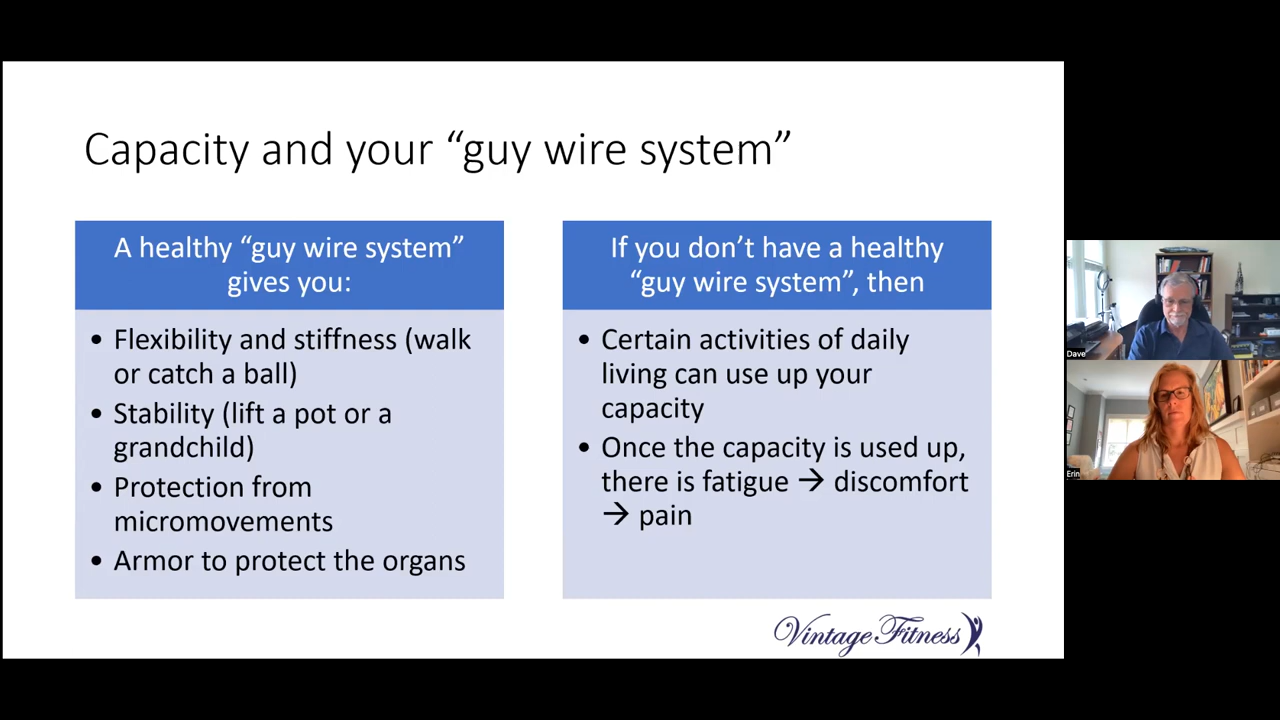 Capacity and your “guy wire system”
A healthy “guy wire system”
gives you:
• Flexibility and stiffness (walk
or catch a ball)
• Stability (lift a pot or a
grandchild)
• Protection from
micromovements
• Armor to protect the organs
If you don’t have a healthy
“guy wire system”, then
• Certain activities of daily
living can use up your
capacity
• Once the capacity is used up,
there is fatigue → discomfort
→ pain
Vintage Fitness
Dave
Erin